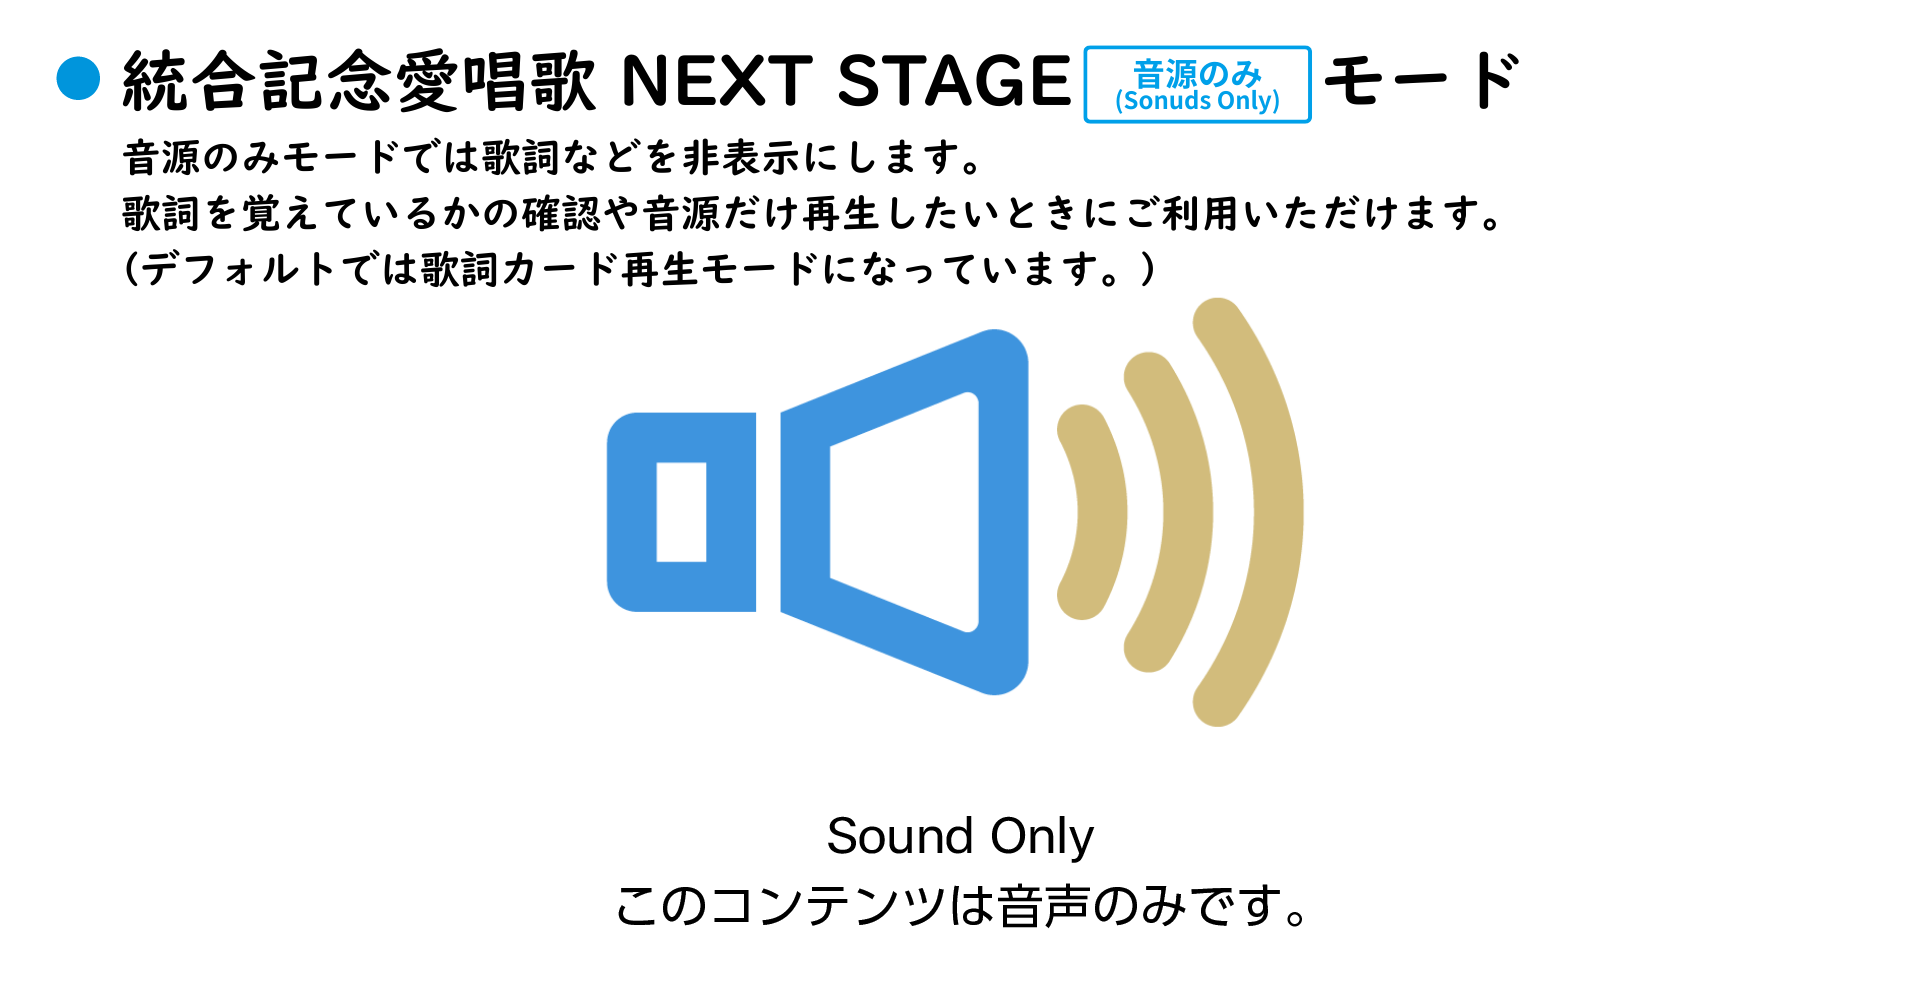 ● 統合記念愛唱歌 NEXT STAGE 音源のみ (Sonuds Only) モード
音源のみモードでは歌詞などを非表示にします。
歌詞を覚えているかの確認や音源だけ再生したいときにご利用いただけます。
(デフォルトでは歌詞カード再生モードになっています。)
Sound Only
このコンテンツは音声のみです。